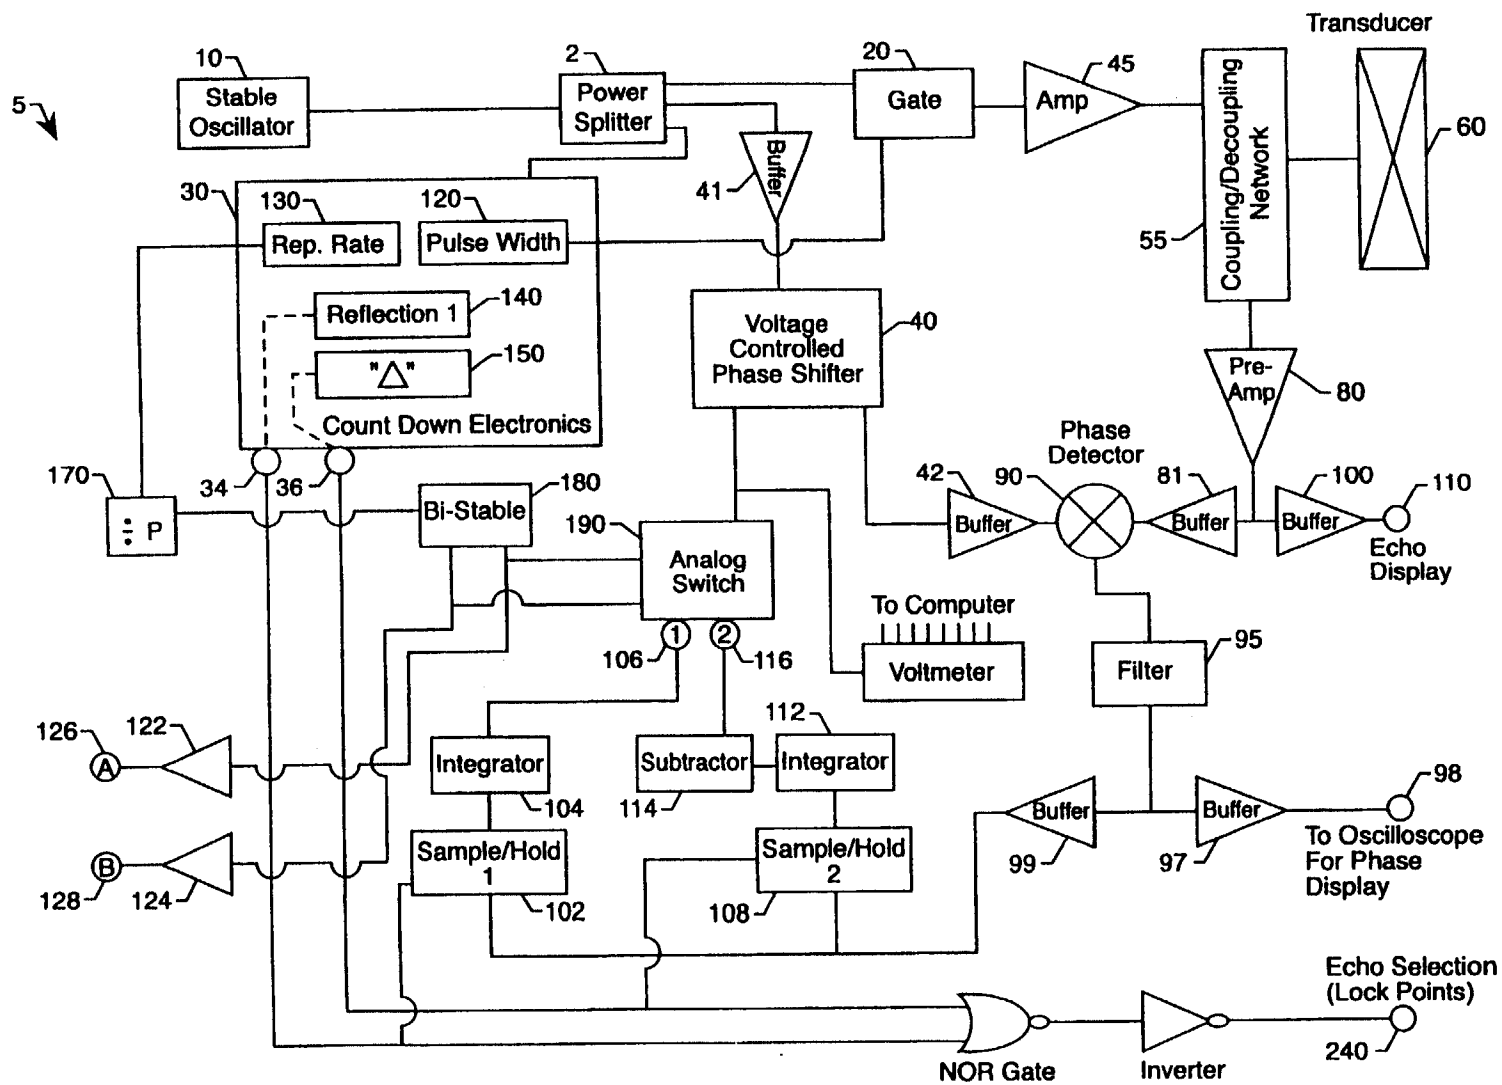 Transducer
10
2
20
45
5
Stable
Oscillator
Power
Splitter
Gate
Amp
60
Buffer
41
Coupling/Decoupling
Network
55
30
130
120
Rep. Rate
Pulse Width
140
Reflection 1
150
"△"
Count Down Electronics
40
Voltage
Controlled
Phase Shifter
Pre-
Amp
80
Phase
Detector
170
34
36
180
42
90
81
100
110
÷ P
Bi-Stable
190
Buffer
Buffer
Buffer
Echo
Display
Analog
Switch
To Computer
1
2
106
116
Voltmeter
95
Filter
126
122
112
A
Integrator
104
Subtractor
114
Integrator
98
Buffer
99
Buffer
97
To Oscilloscope
For Phase
Display
B
128
124
Sample/Hold
1
102
Sample/Hold
2
108
Echo Selection
(Lock Points)
240
NOR Gate
Inverter